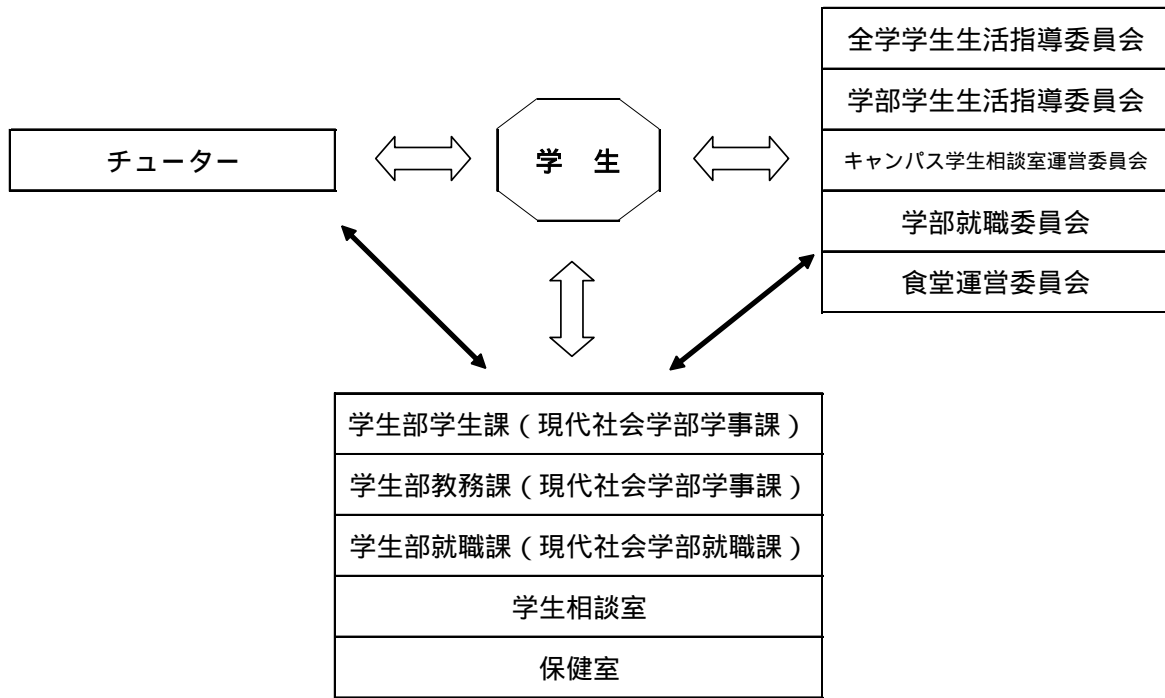 全学学生生活指導委員会
学部学生生活指導委員会
チューター
学 生
キャンパス学生相談室運営委員会
学部就職委員会
食堂運営委員会
学生部学生課（現代社会学部学事課）
学生部教務課（現代社会学部学事課）
学生部就職課（現代社会学部就職課）
学生相談室
保健室